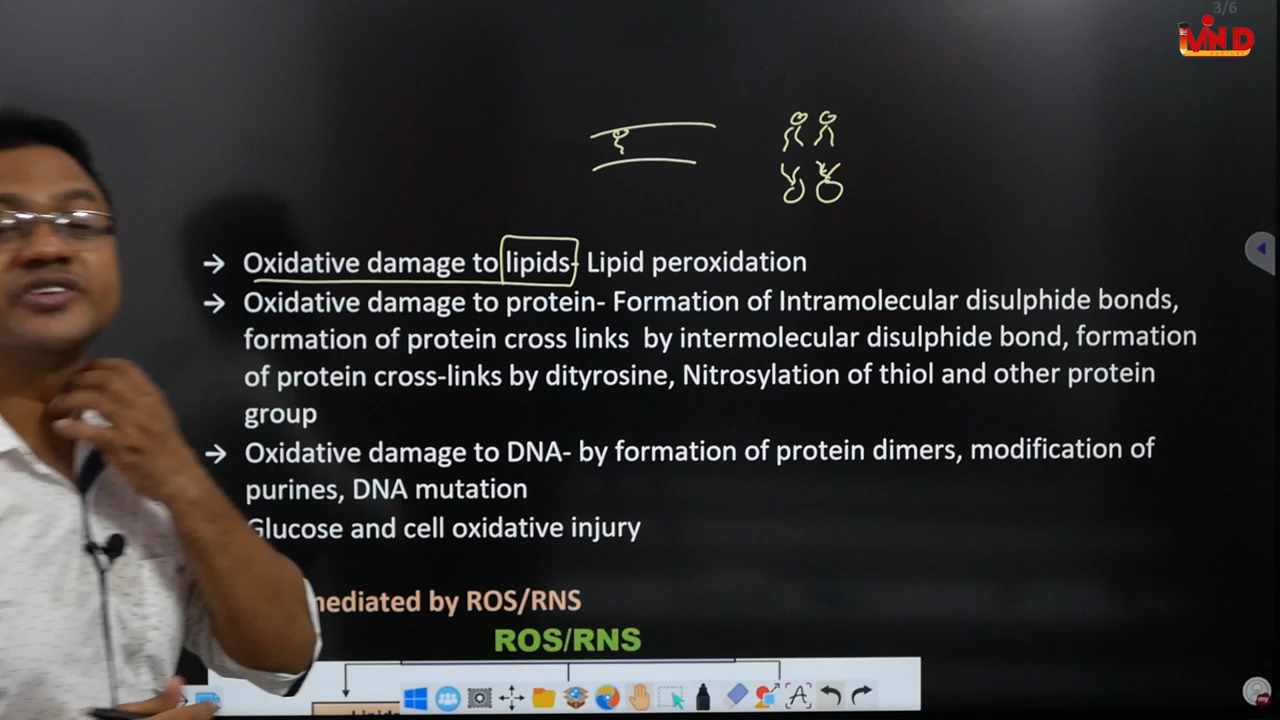 3/6
MIND
→ Oxidative damage to lipids- Lipid peroxidation
→ Oxidative damage to protein- Formation of Intramolecular disulphide bonds,
formation of protein cross links by intermolecular disulphide bond, formation
of protein cross-links by dityrosine, Nitrosylation of thiol and other protein
group
→ Oxidative damage to DNA- by formation of protein dimers, modification of
purines, DNA mutation
Glucose and cell oxidative injury
mediated by ROS/RNS
ROS/RNS